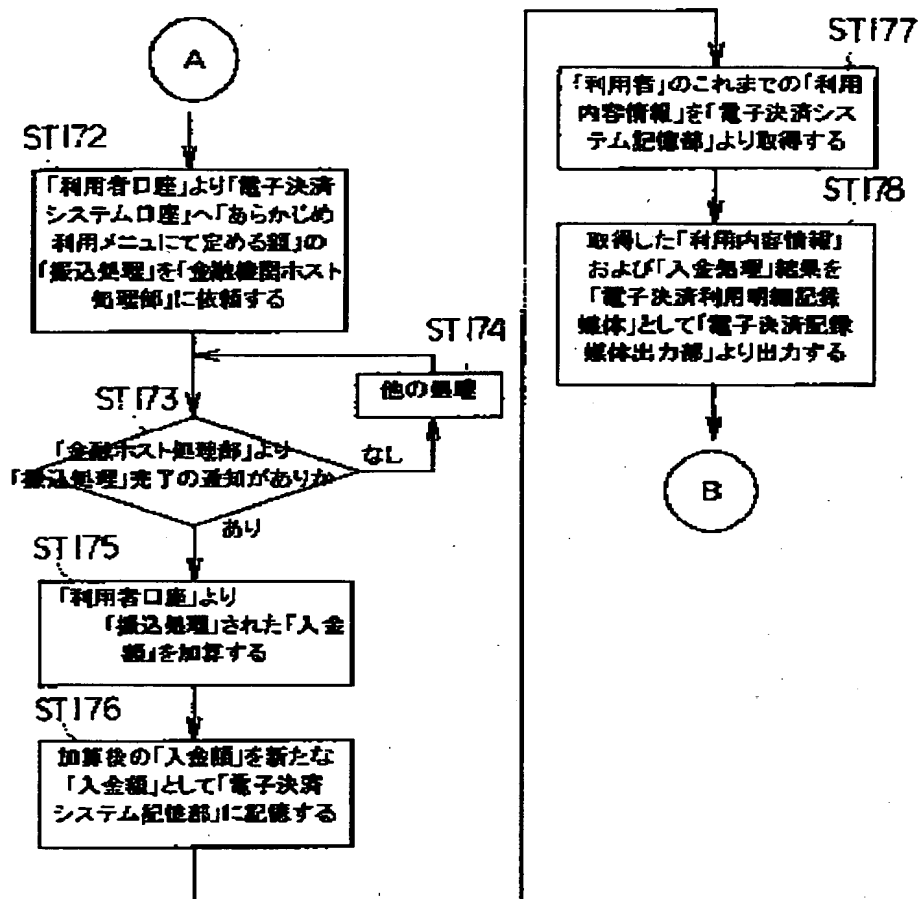 A
ST172
「利用者口座」より「電子決済
システム口座」へ「あらかじめ
利用メニュにて定める額」の
「振込処理」を「金融機関ホスト
処理部」に依頼する
ST174
他の処理
ST173
「金融ホスト処理部」より
「振込処理」完了の通知がありか
なし
あり
ST175
「利用者口座」より
「振込処理」された「入金
額」を加算する
ST176
加算後の「入金額」を新たな
「入金額」として「電子決済
システム記憶部」に記憶する
ST177
「利用者」のこれまでの「利用
内容情報」を「電子決済シス
テム記憶部」より取得する
ST178
取得した「利用内容情報」
および「入金処理」結果を
「電子決済利用明細記録
媒体」として「電子決済記録
媒体出力部」より出力する
B